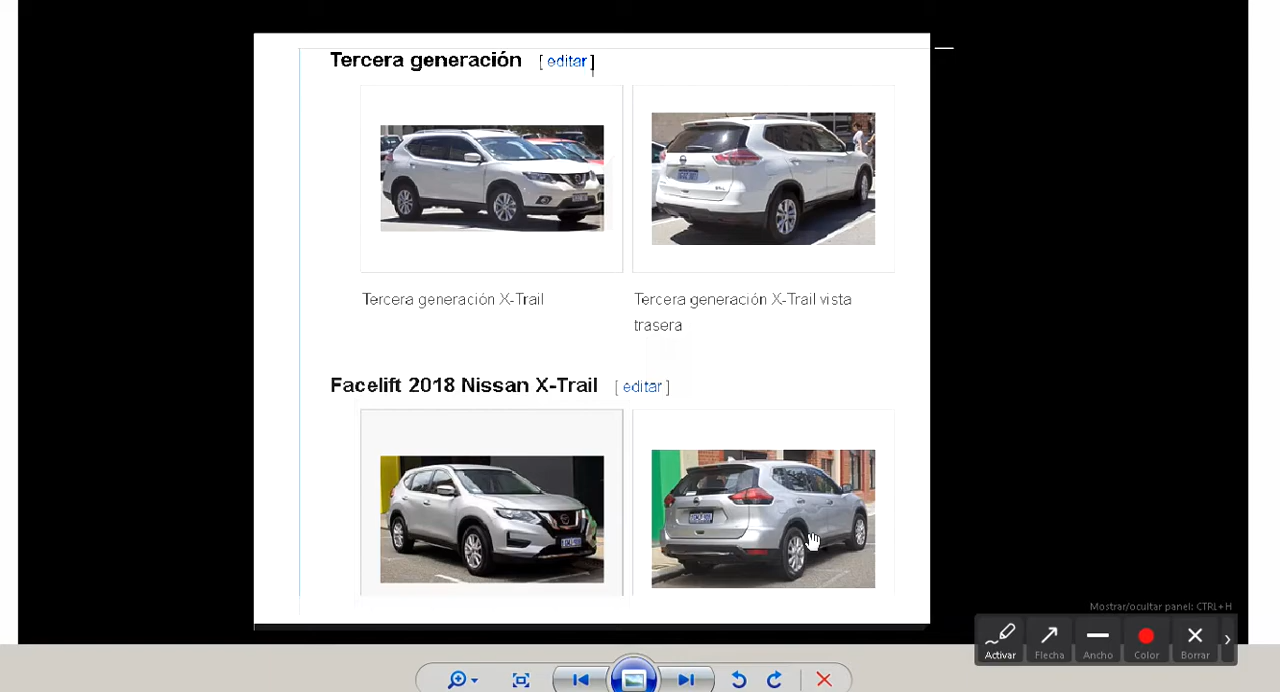 Tercera generación [ editar ]
Tercera generación X-Trail
Tercera generación X-Trail vista
trasera
Facelift 2018 Nissan X-Trail [ editar ]
Mostrar/ocultar panel: CTRL+H
Activar Flecha Ancho Color Borrar